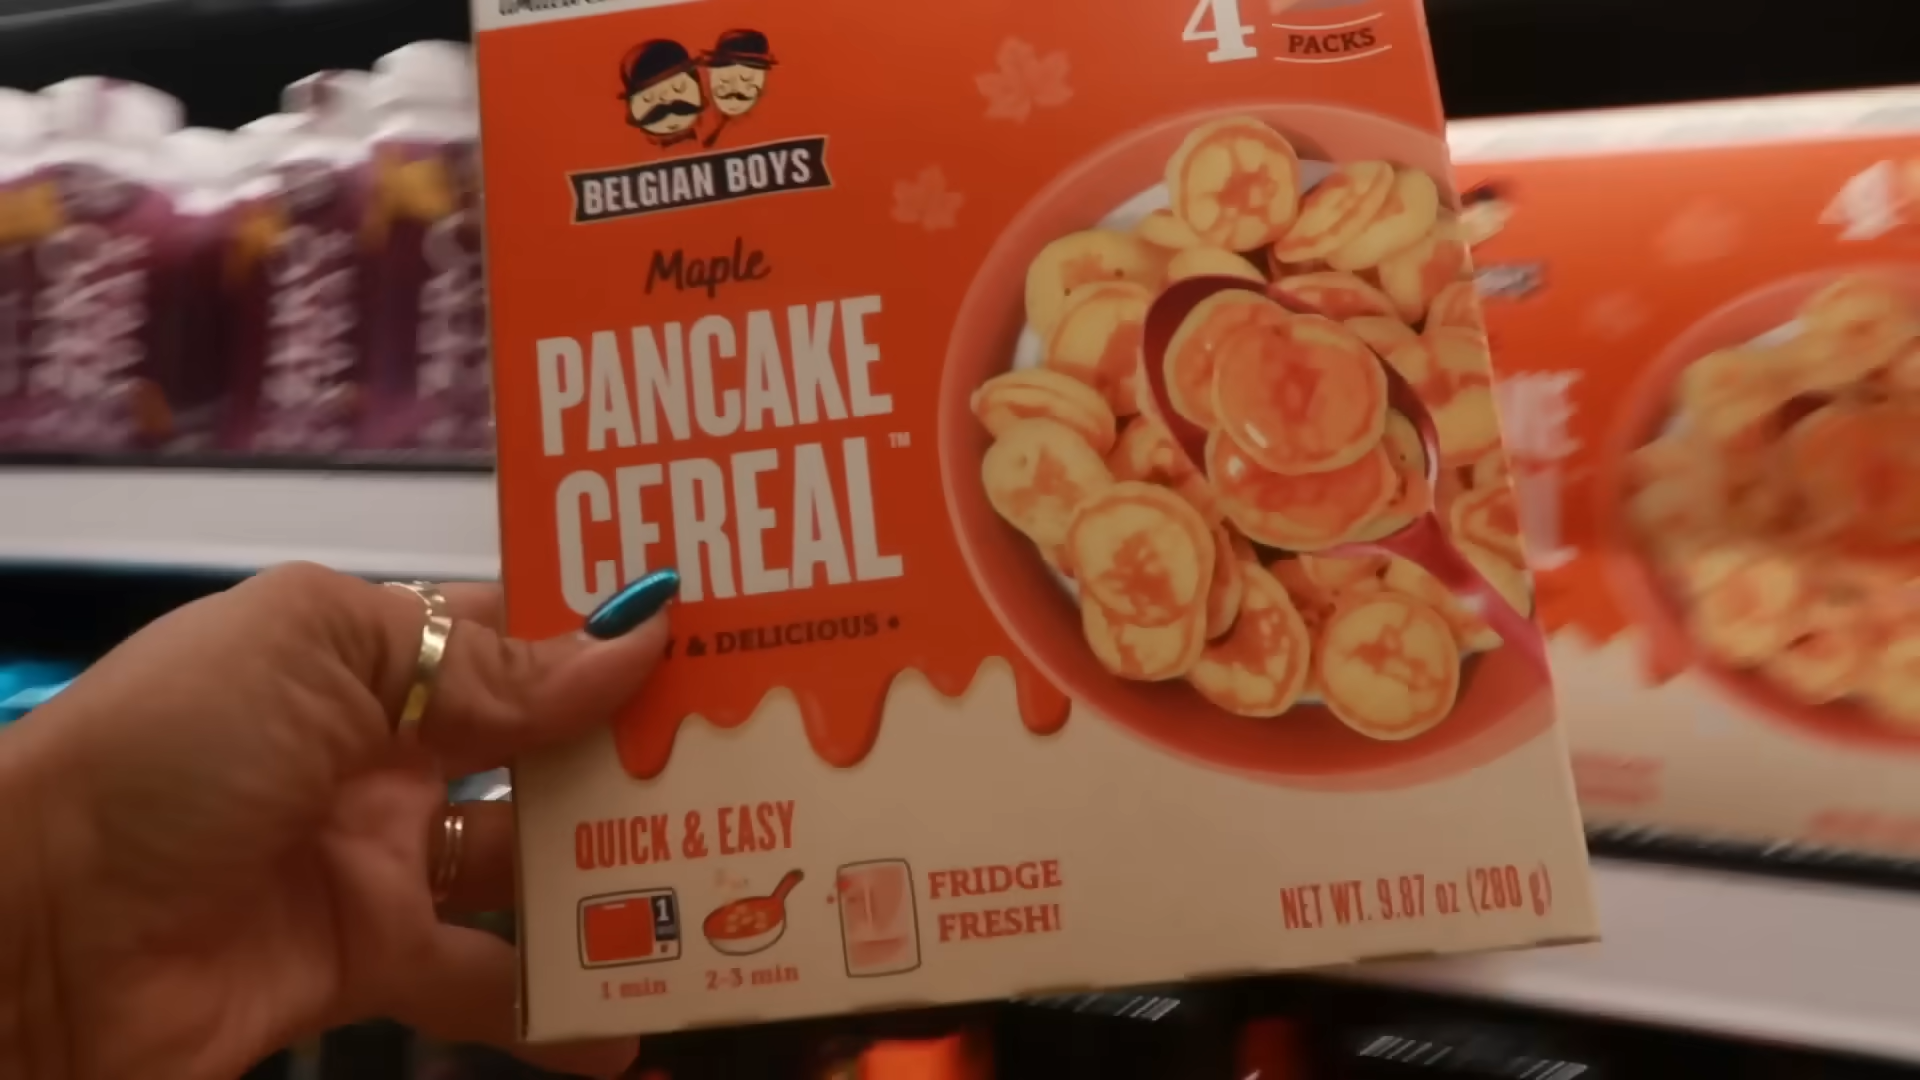 4
PACKS
BELGIAN BOYS
Maple
PANCAKE
CEREAL™
& DELICIOUS •
QUICK & EASY
1
1 min
2-3 min
FRIDGE
FRESH!
NET WT. 9.87 oz (280 g)
4